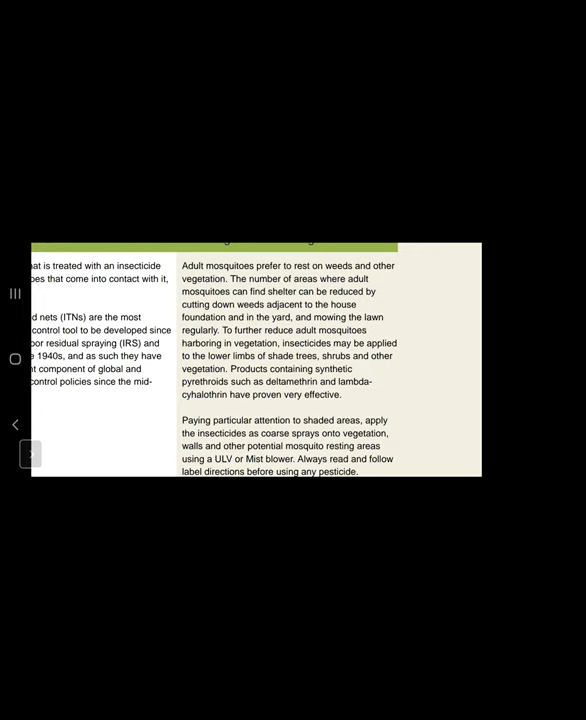 at is treated with an insecticide
oes that come into contact with it,
d nets (ITNs) are the most
control tool to be developed since
oor residual spraying (IRS) and
e 1940s, and as such they have
t component of global and
control policies since the mid-
Adult mosquitoes prefer to rest on weeds and other
vegetation. The number of areas where adult
mosquitoes can find shelter can be reduced by
cutting down weeds adjacent to the house
foundation and in the yard, and mowing the lawn
regularly. To further reduce adult mosquitoes
harboring in vegetation, insecticides may be applied
to the lower limbs of shade trees, shrubs and other
vegetation. Products containing synthetic
pyrethroids such as deltamethrin and lambda-
cyhalothrin have proven very effective.
Paying particular attention to shaded areas, apply
the insecticides as coarse sprays onto vegetation,
walls and other potential mosquito resting areas
using a ULV or Mist blower. Always read and follow
label directions before using any pesticide.